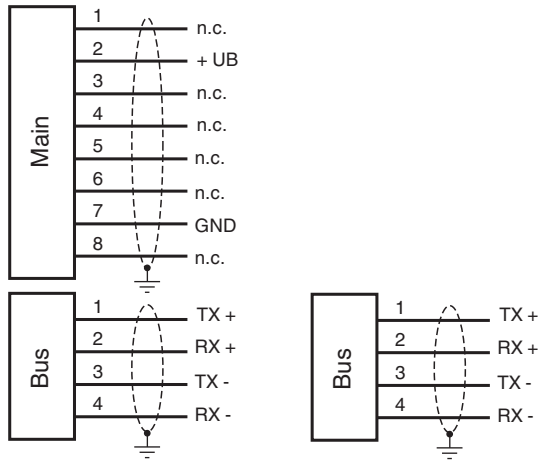 Main
1 n.c.
2 + UB
3 n.c.
4 n.c.
5 n.c.
6 n.c.
7 GND
8 n.c.
Bus
1 TX +
2 RX +
3 TX -
4 RX -
Bus
1 TX +
2 RX +
3 TX -
4 RX -